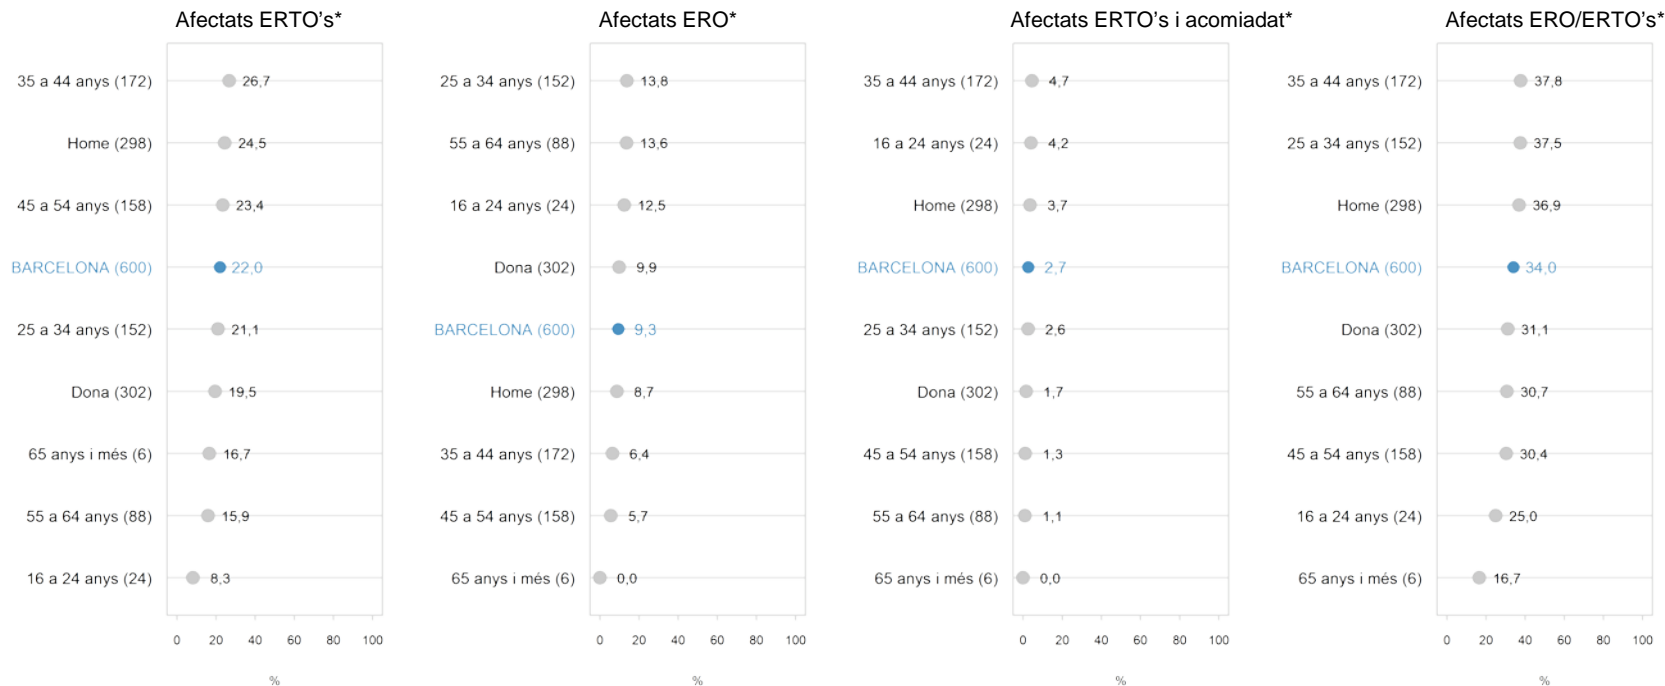 Afectats ERTO's*
35 a 44 anys (172) 26,7
Home (298) 24,5
45 a 54 anys (158) 23,4
BARCELONA (600) 22,0
25 a 34 anys (152) 21,1
Dona (302) 19,5
65 anys i més (6) 16,7
55 a 64 anys (88) 15,9
16 a 24 anys (24) 8,3
0 20 40 60 80 100
%
Afectats ERO*
25 a 34 anys (152) 13,8
55 a 64 anys (88) 13,6
16 a 24 anys (24) 12,5
Dona (302) 9,9
BARCELONA (600) 9,3
Home (298) 8,7
35 a 44 anys (172) 6,4
45 a 54 anys (158) 5,7
65 anys i més (6) 0,0
0 20 40 60 80 100
%
Afectats ERTO's i acomiadat*
35 a 44 anys (172) 4,7
16 a 24 anys (24) 4,2
Home (298) 3,7
BARCELONA (600) 2,7
25 a 34 anys (152) 2,6
Dona (302) 1,7
45 a 54 anys (158) 1,3
55 a 64 anys (88) 1,1
65 anys i més (6) 0,0
0 20 40 60 80 100
%
Afectats ERO/ERTO's*
35 a 44 anys (172) 37,8
25 a 34 anys (152) 37,5
Home (298) 36,9
BARCELONA (600) 34,0
Dona (302) 31,1
55 a 64 anys (88) 30,7
45 a 54 anys (158) 30,4
16 a 24 anys (24) 25,0
65 anys i més (6) 16,7
0 20 40 60 80 100
%